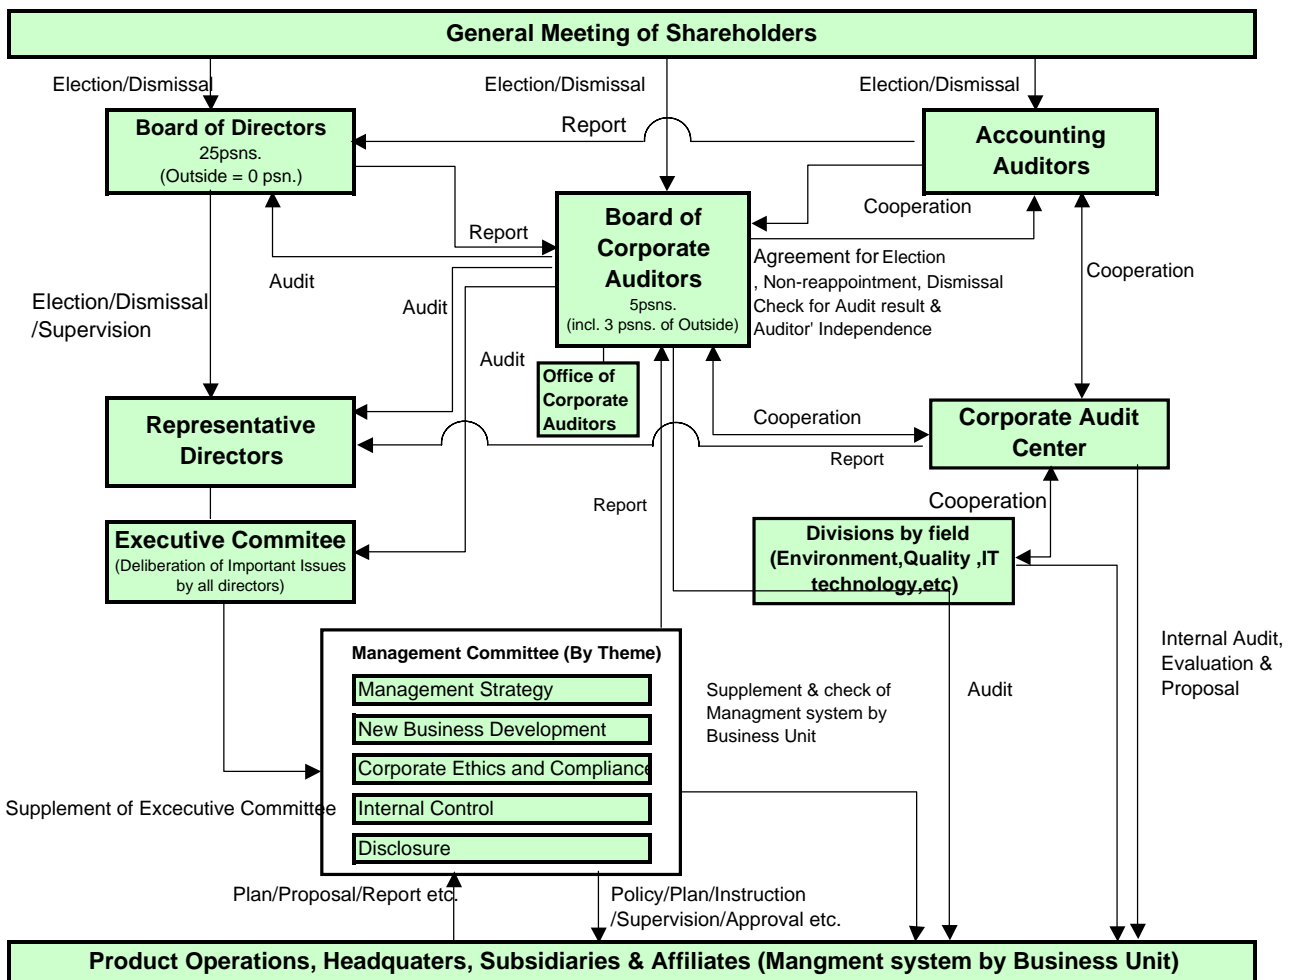 General Meeting of Shareholders
Election/Dismissal
Election/Dismissal
Election/Dismissal
Board of Directors
25psns.
(Outside = 0 psn.)
Report
Accounting
Auditors
Cooperation
Board of
Corporate
Auditors
5psns.
(incl. 3 psns. of Outside)
Report
Audit
Agreement for Election
, Non-reappointment, Dismissal
Check for Audit result &
Auditor' Independence
Cooperation
Election/Dismissal
/Supervision
Audit
Audit
Office of
Corporate
Auditors
Representative
Directors
Cooperation
Report
Corporate Audit
Center
Cooperation
Report
Executive Commitee
(Deliberation of Important Issues
by all directors)
Divisions by field
(Environment,Quality ,IT
technology,etc)
Internal Audit,
Evaluation &
Proposal
Management Committee (By Theme)
Management Strategy
New Business Development
Corporate Ethics and Compliance
Internal Control
Disclosure
Supplement & check of
Managment system by
Business Unit
Audit
Supplement of Excecutive Committee
Plan/Proposal/Report etc.
Policy/Plan/Instruction
/Supervision/Approval etc.
Product Operations, Headquaters, Subsidiaries & Affiliates (Mangment system by Business Unit)